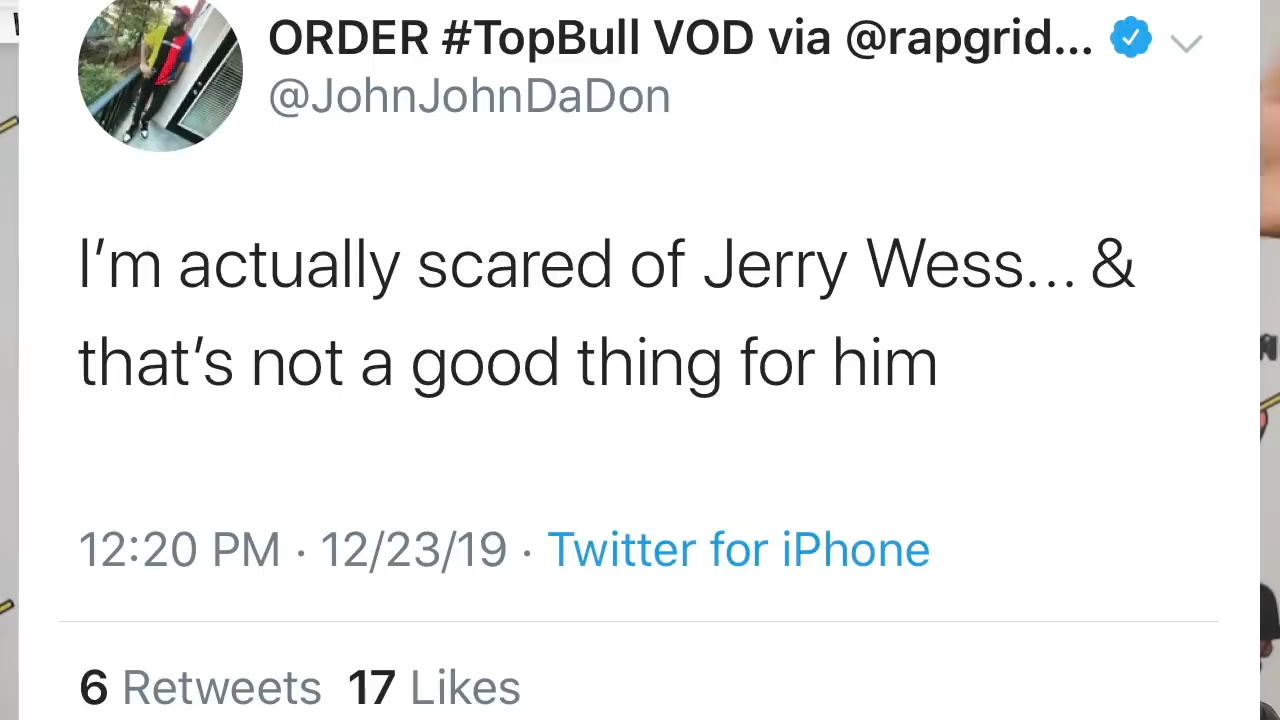 ORDER #TopBull VOD via @rapgrid...
@JohnJohnDaDon
I’m actually scared of Jerry Wess... &
that’s not a good thing for him
12:20 PM · 12/23/19 · Twitter for iPhone
6 Retweets 17 Likes